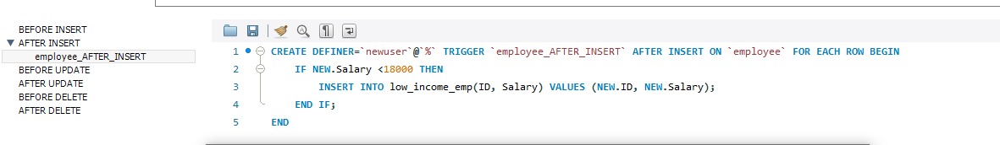 BEFORE INSERT
AFTER INSERT
employee_AFTER_INSERT
BEFORE UPDATE
AFTER UPDATE
BEFORE DELETE
AFTER DELETE
1 CREATE DEFINER=`newuser`@`%` TRIGGER `employee_AFTER_INSERT` AFTER INSERT ON `employee` FOR EACH ROW BEGIN
2 IF NEW.Salary <18000 THEN
3 INSERT INTO low_income_emp(ID, Salary) VALUES (NEW.ID, NEW.Salary);
4 END IF;
5 END